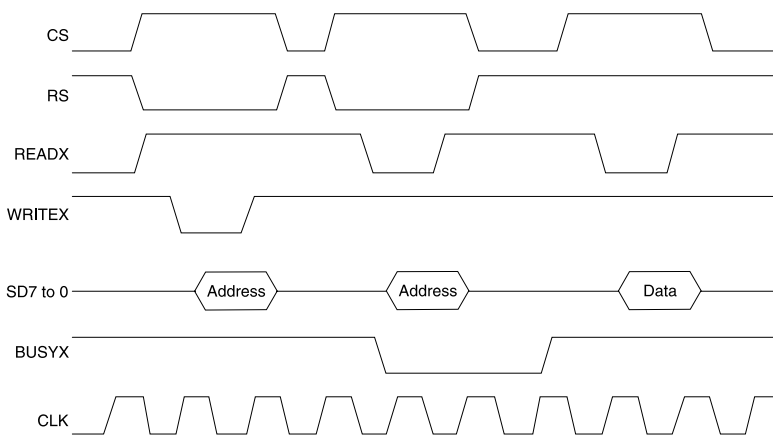 CS
RS
READX
WRITEX
SD7 to 0 Address Address Data
BUSYX
CLK